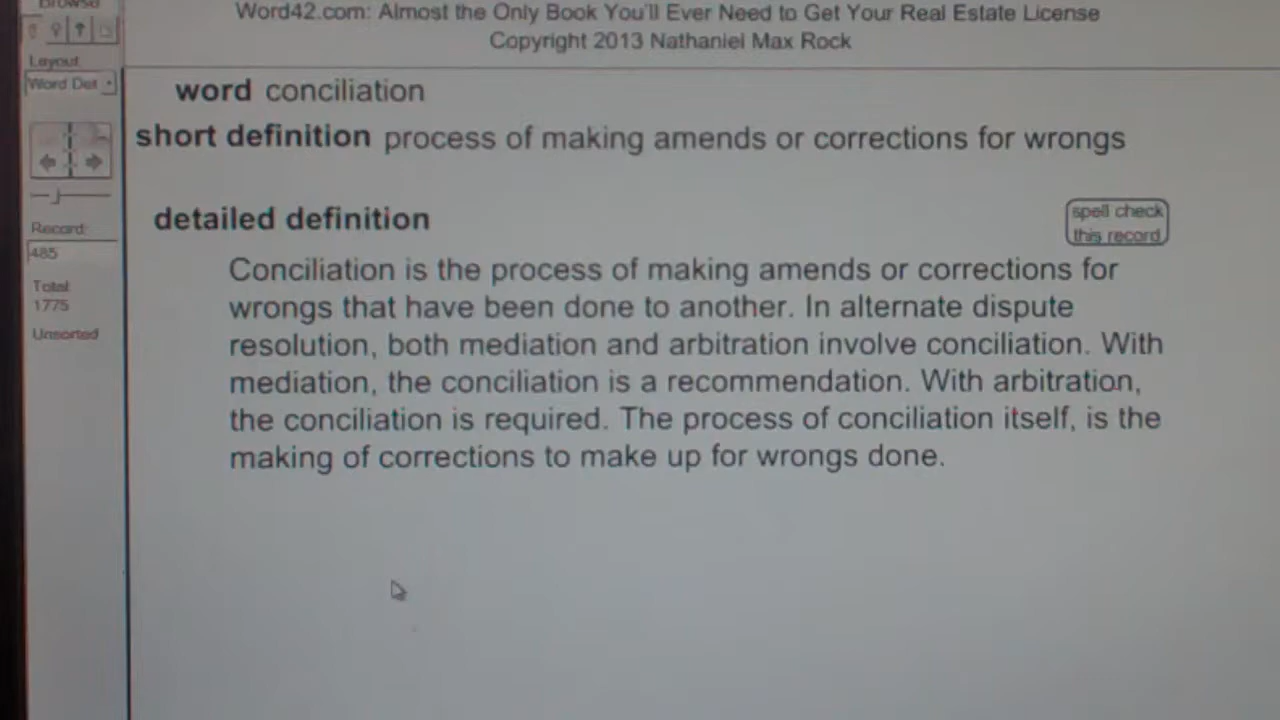 Browse
Word42.com: Almost the Only Book You'll Ever Need to Get Your Real Estate License
Copyright 2013 Nathaniel Max Rock
Layout:
Word Det
word conciliation
short definition process of making amends or corrections for wrongs
detailed definition
spell check
this record
Record:
485
Total:
1775
Unsorted
Conciliation is the process of making amends or corrections for
wrongs that have been done to another. In alternate dispute
resolution, both mediation and arbitration involve conciliation. With
mediation, the conciliation is a recommendation. With arbitration,
the conciliation is required. The process of conciliation itself, is the
making of corrections to make up for wrongs done.